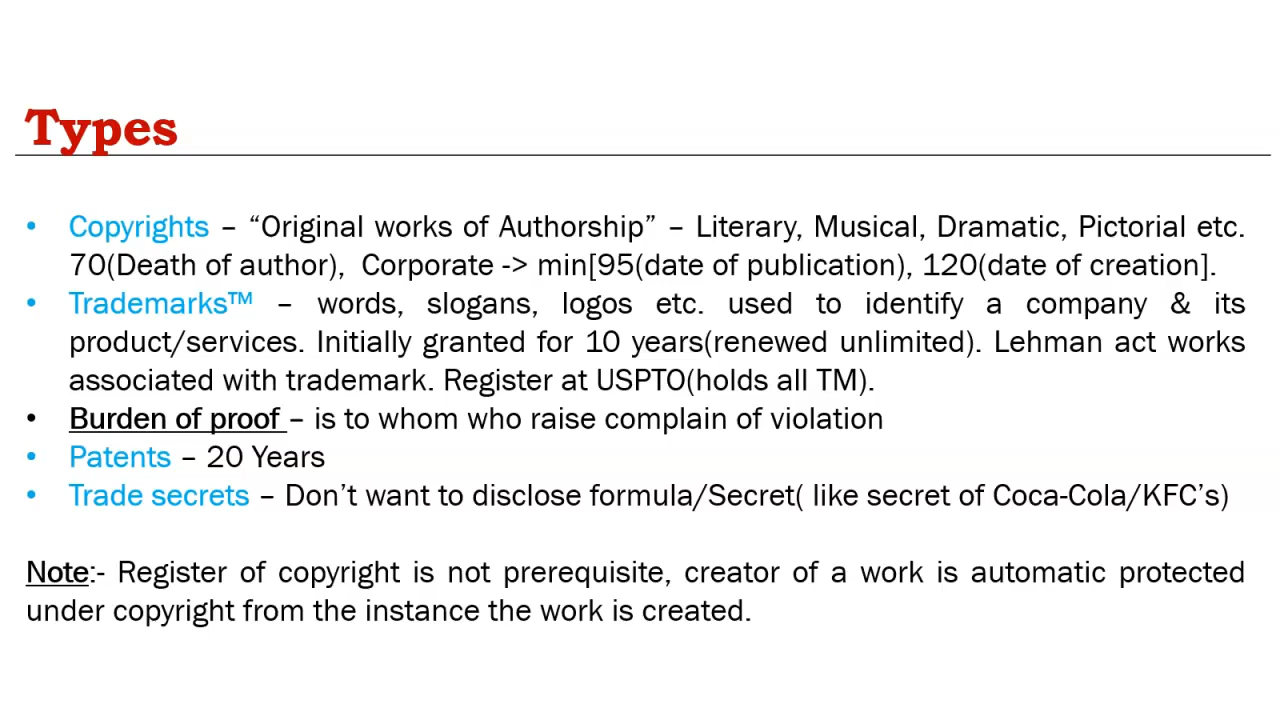 Types
• Copyrights – “Original works of Authorship” – Literary, Musical, Dramatic, Pictorial etc.
70(Death of author), Corporate -> min[95(date of publication), 120(date of creation].
• Trademarks™ – words, slogans, logos etc. used to identify a company & its
product/services. Initially granted for 10 years(renewed unlimited). Lehman act works
associated with trademark. Register at USPTO(holds all TM).
• Burden of proof – is to whom who raise complain of violation
• Patents – 20 Years
• Trade secrets – Don’t want to disclose formula/Secret( like secret of Coca-Cola/KFC’s)
Note:- Register of copyright is not prerequisite, creator of a work is automatic protected
under copyright from the instance the work is created.